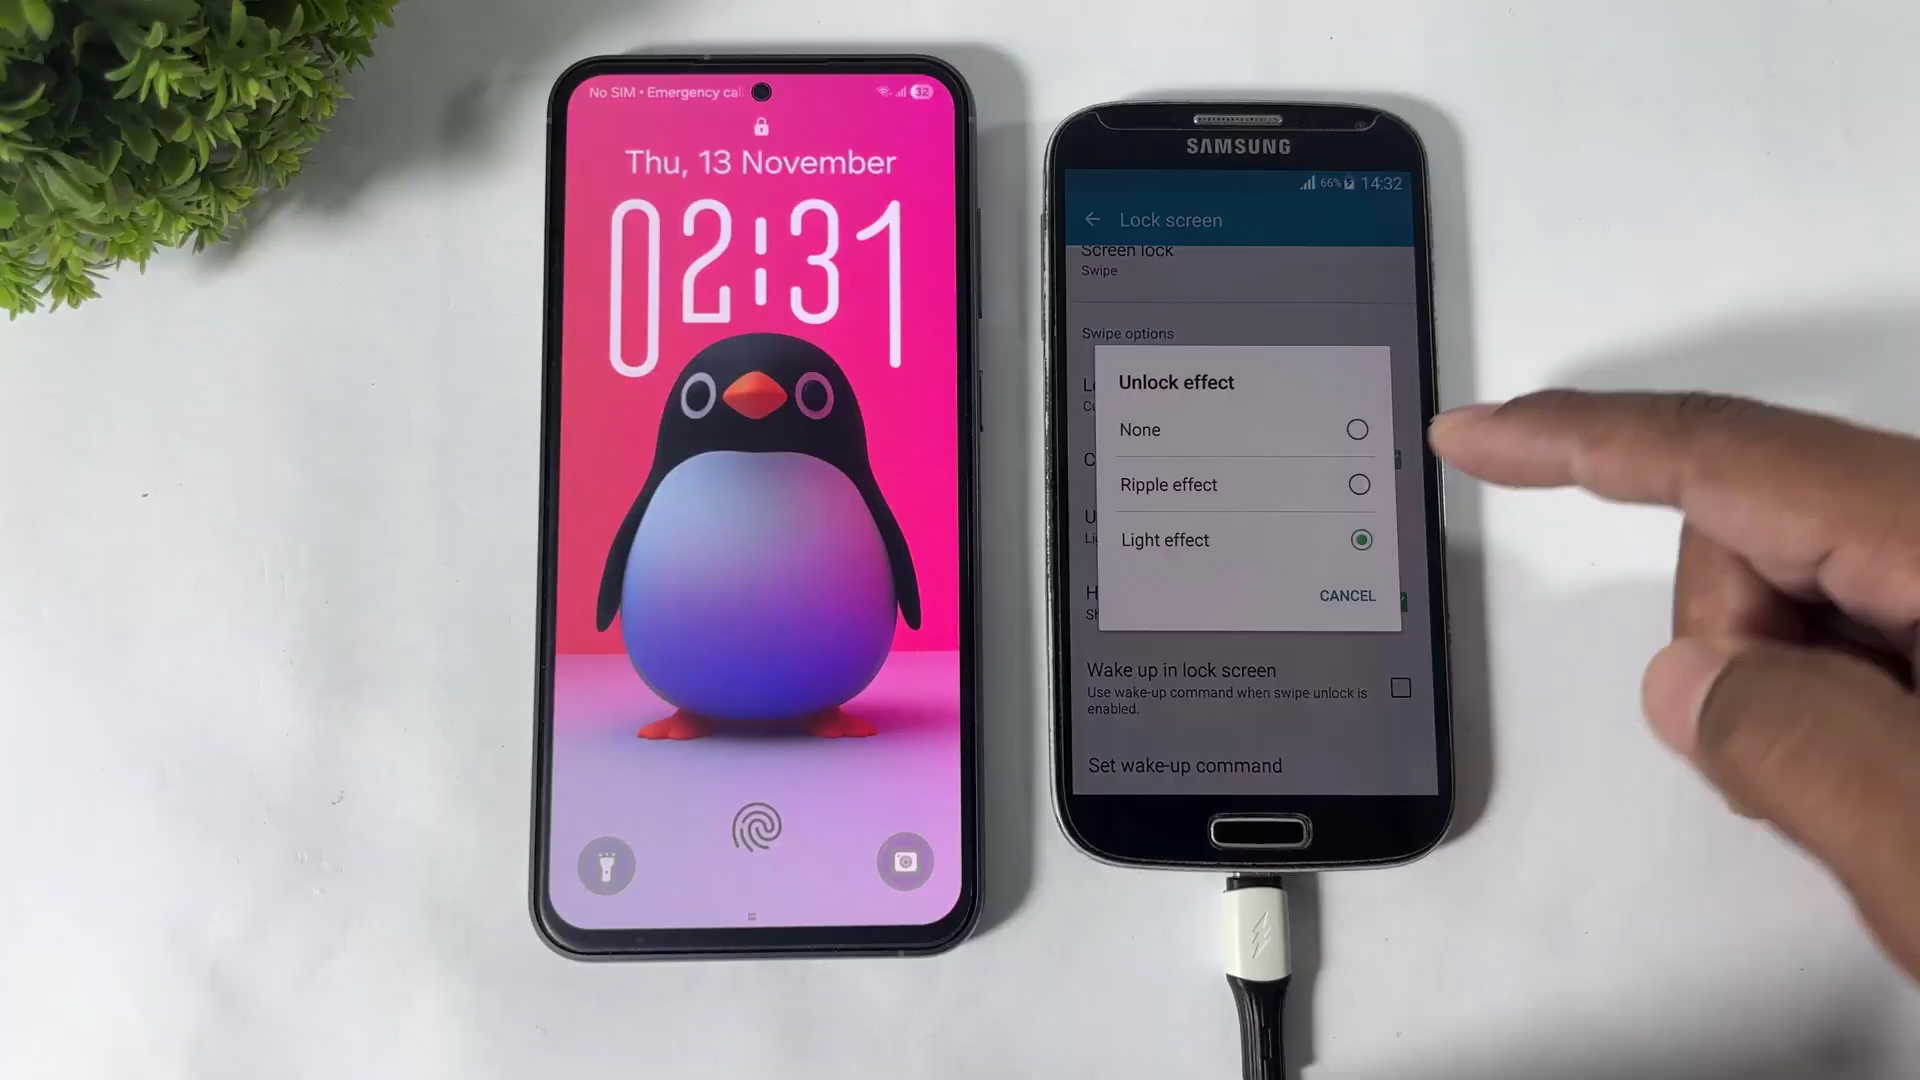 No SIM • Emergency cal
32
Thu, 13 November
02:31
SAMSUNG
66%
14:32
Lock screen
Screen lock
Swipe
Swipe options
Unlock effect
None
Ripple effect
Light effect
CANCEL
Wake up in lock screen
Use wake-up command when swipe unlock is
enabled.
Set wake-up command